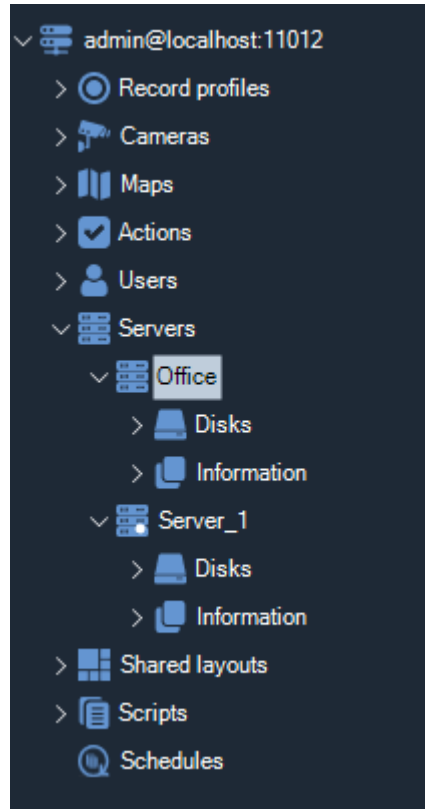 admin@localhost:11012
Record profiles
Cameras
Maps
Actions
Users
Servers
Office
Disks
Information
Server_1
Disks
Information
Shared layouts
Scripts
Schedules